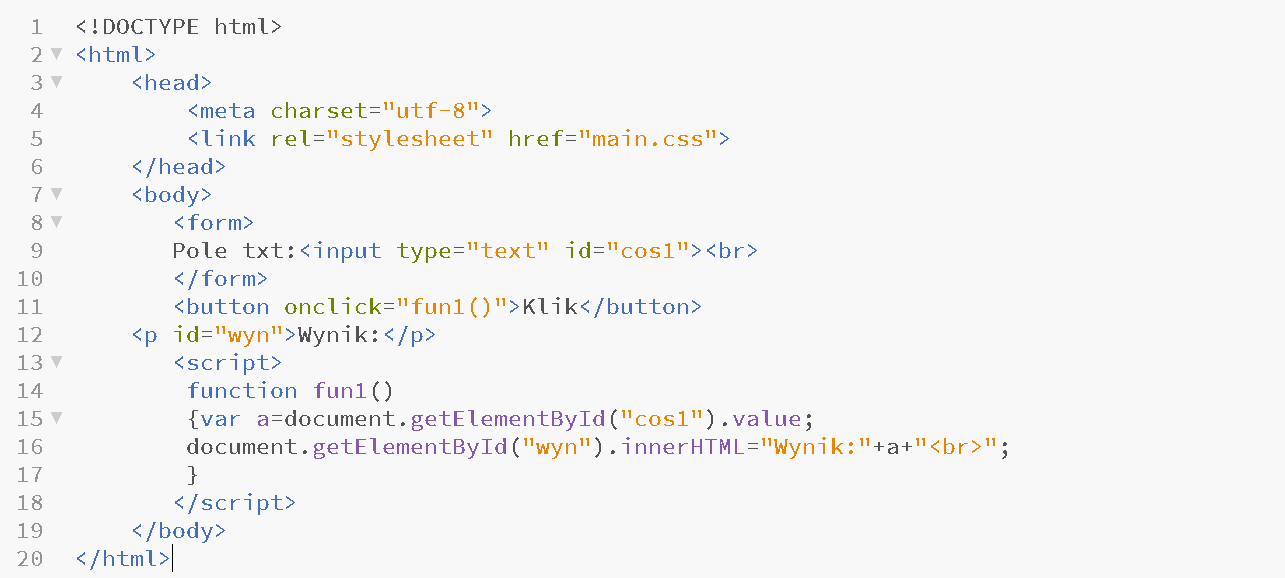 1 <!DOCTYPE html>
2 <html>
3 <head>
4 <meta charset="utf-8">
5 <link rel="stylesheet" href="main.css">
6 </head>
7 <body>
8 <form>
9 Pole txt:<input type="text" id="cos1"><br>
10 </form>
11 <button onclick="fun1()">Klik</button>
12 <p id="wyn">Wynik:</p>
13 <script>
14 function fun1()
15 {var a=document.getElementById("cos1").value;
16 document.getElementById("wyn").innerHTML="Wynik:"+a+"<br>";
17 }
18 </script>
19 </body>
20 </html>